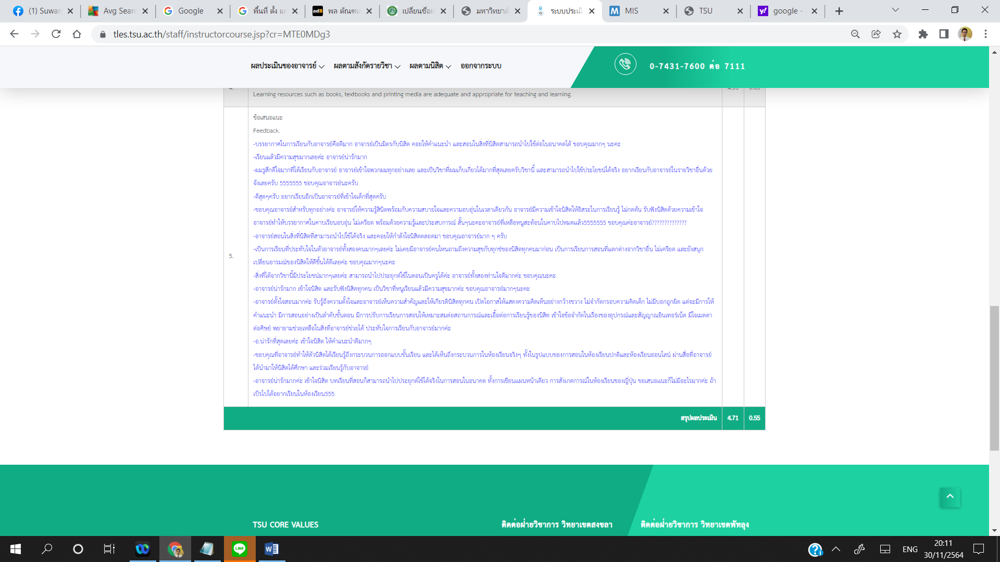 (1) Suwan
Avg Searc
Google
พื้นที่ ตั้ง แต
adB พล ตัณฑเส
เปลี่ยนชื่อเ
มหาวิทยาลั
ระบบประเมิ
M MIS
TSU
y! google -
tles.tsu.ac.th/staff/instructorcourse.jsp?cr=MTE0MDg3
ผลประเมินของอาจารย์ ผลตามสังกัดรายวิชา ผลตามนิสิต ออกจากระบบ
0-7431-7600 ต่อ 7111
Learning resources such as books, textbooks and printing media are adequate and appropriate for teaching and learning.
ข้อเสนอแนะ
Feedback.
-บรรยากาศในการเรียนกับอาจารย์คือดีมาก อาจารย์เป็นมิตรกับนิสิต คอยให้คำแนะนำ และสอนในสิ่งที่นิสิตสามารถนำไปใช้ต่อในอนาคตได้ ขอบคุณมากๆ นะคะ
-เรียนแล้วมีความสุขมากเลยค่ะ อาจารย์น่ารักมาก
-ผมรู้สึกดีใจมากที่ได้เรียนกับอาจารย์ อาจารย์เข้าใจพวกผมทุกอย่างเลย และเป็นวิชาที่ผมเก็บเกี่ยวได้มากที่สุดเลยครับวิชานี้ และสามารถนำไปใช้ประโยชน์ได้จริง อยากเรียนกับอาจารย์ในรายวิชาอื่นด้วย
จังเลยครับ 5555555 ขอบคุณอาจารย์นะครับ
-ดีสุดๆครับ อยากเรียนอีกเป็นอาจารย์ที่เข้าใจเด็กที่สุดครับ
-ขอบคุณอาจารย์สำหรับทุกอย่างค่ะ อาจารย์ให้ความรู้สินิตพร้อมกับความสบายใจและความอบอุ่นในเวลาเดียวกัน อาจารย์มีความเข้าใจนิสิตให้อิสระในการเรียนรู้ ไม่กดดัน รับฟังนิสิตด้วยความเข้าใจ
อาจารย์ทำให้บรรยากาศในคาบเรียนอบอุ่น ไม่เครียด พร้อมด้วยความรู้และประสบการณ์ สั้นๆนะคะอาจารย์ที่เหลือหนูสะท้อนในคาบไปหมดแล้ว5555555 ขอบคุณค่ะอาจารย์??????????????
-อาจารย์สอนในสิ่งที่นิสิตที่สามารถนำไปใช้ได้จริง และคอยให้กำลังใจนิสิตตลอดมา ขอบคุณอาจารย์มาก ๆ ครับ
5.
-เป็นการเรียนที่ประทับใจในตัวอาจารย์ทั้งสองคนมากๆเลยค่ะ ไม่เคยมีอาจารย์คนไหนถามถึงความสุขกับทุกข์ของนิสิตทุกคนมาก่อน เป็นการเรียนการสอนที่แตกต่างจากวิชาอื่น ไม่เครียด และยังสนุก
เปลี่ยนอารมณ์ของนิสิตให้ดีขึ้นได้ดีเลยค่ะ ขอบคุณมากๆนะคะ
-สิ่งที่ได้จากวิชานี้มีประโยชน์มากๆเลยค่ะ สามารถนำไปประยุกต์ใช้ในตอนเป็นครูได้ค่ะ อาจารย์ทั้งสองท่านใจดีมากค่ะ ขอบคุณนะคะ
-อาจารย์น่ารักมาก เข้าใจนิสิต และรับฟังนิสิตทุกคน เป็นวิชาที่หนูเรียนแล้วมีความสุขมากค่ะ ขอบคุณอาจารย์มากๆนะคะ
-อาจารย์ตั้งใจสอนมากค่ะ รับรู้ถึงความตั้งใจและอาจารย์เห็นความสำคัญและให้เกียรตินิสิตทุกคน เปิดโอกาสให้แสดงความคิดเห็นอย่างกว้างขวาง ไม่จำกัดกรอบความคิดเด็ก ไม่มีบอกถูกผิด แต่จะมีการให้
คำแนะนำ มีการสอนอย่างเป็นลำดับขั้นตอน มีการปรับการเรียนการสอนให้เหมาะสมต่อสถานการณ์และเอื้อต่อการเรียนรู้ของนิสิต เข้าใจข้อจำกัดในเรื่องของอุปกรณ์และสัญญาณอินเทอร์เน็ต มีใจเมตตา
ต่อศิษย์ พยายามช่วยเหลือในสิ่งที่อาจารย์ช่วยได้ ประทับใจการเรียนกับอาจารย์มากค่ะ
-อ.น่ารักที่สุดเลยค่ะ เข้าใจนิสิต ให้คำแนะนำดีมากๆ
-ขอบคุณที่อาจารย์ทำให้ตัวนิสิตได้เรียนรู้ถึงกระบวนการออกแบบชั้นเรียน และได้เห็นถึงกระบวนการในห้องเรียนจริงๆ ทั้งในรูปแบบของการสอนในห้องเรียนปกติและห้องเรียนออนไลน์ ผ่านสื่อที่อาจารย์
ได้นำมาให้นิสิตได้ศึกษา และร่วมเรียนรู้กับอาจารย์
-อาจารย์น่ารักมากค่ะ เข้าใจนิสิต บทเรียนที่สอนก็สามารถนำไปประยุกต์ใช้ได้จริงในการสอนในอนาคต ทั้งการเขียนแผนหน้าเดียว การสังเกตการณ์ในห้องเรียนของญี่ปุ่น ขอเสนอแนะก็ไม่มีอะไรมากค่ะ ถ้า
เป็รไปได้อยากเรียนในห้องเรียน555
สรุปผลประเมิน 4.71 0.55
TSU CORE VALUES
ติดต่อฝ่ายวิชาการ วิทยาเขตสงขลา
ติดต่อฝ่ายวิชาการ วิทยาเขตพัทลุง
LINE
ENG
20:11
30/11/2564